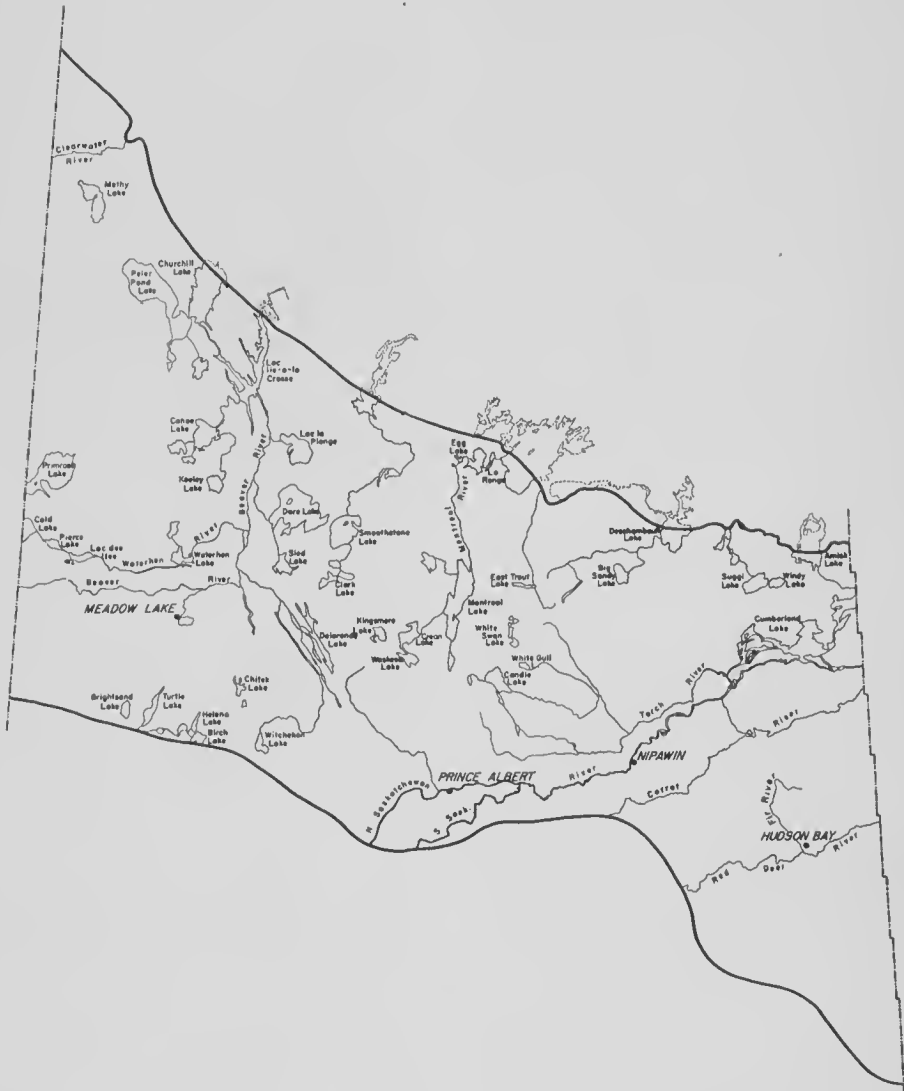 Clearwater
River
Methy
Lake
Churchill
Lake
Peter
Pond
Lake
Lac
Ile-a-la
Crosse
Canoe
Lake
Lac la
Plonge
Egg
Lake
La
Ronge
Primrose
Lake
Keeley
Lake
Beaver River
Montreal River
Dore Lake
Smoothstone
Lake
Deschambault
Lake
Cold
Lake
Pierce
Lake
Lac des
Iles
Waterhen River
Waterhen
Lake
Sled
Lake
Clark
Lake
Amisk
Lake
East Trout
Lake
Big
Sandy
Lake
Suggi
Lake
Windy
Lake
Beaver River
MEADOW LAKE
Montreal
Lake
Delaronde
Lake
Kingsmere
Lake
Crean
Lake
Waskesiu
Lake
White
Swan
Lake
Cumberland
Lake
White Gull
Candle
Lake
Chitek
Lake
Brightsand
Lake
Turtle
Lake
Helene
Lake
Birch
Lake
Witchekan
Lake
Torch River
NIPAWIN
PRINCE ALBERT
River
N Saskatchewan
S Sask.
Carrot River
Fir River
HUDSON BAY
Red Deer River